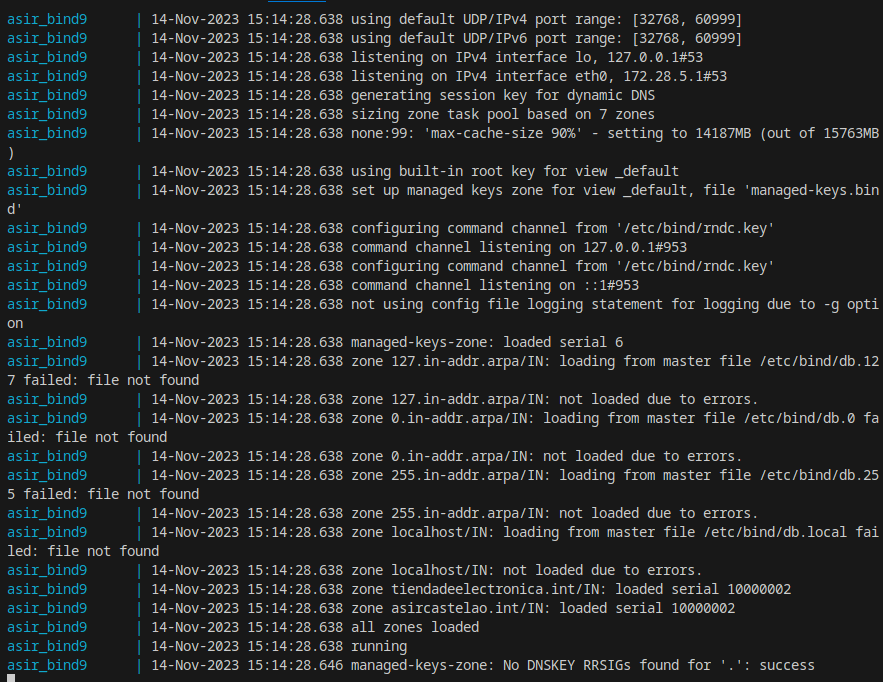 asir_bind9      | 14-Nov-2023 15:14:28.638 using default UDP/IPv4 port range: [32768, 60999]
asir_bind9      | 14-Nov-2023 15:14:28.638 using default UDP/IPv6 port range: [32768, 60999]
asir_bind9      | 14-Nov-2023 15:14:28.638 listening on IPv4 interface lo, 127.0.0.1#53
asir_bind9      | 14-Nov-2023 15:14:28.638 listening on IPv4 interface eth0, 172.28.5.1#53
asir_bind9      | 14-Nov-2023 15:14:28.638 generating session key for dynamic DNS
asir_bind9      | 14-Nov-2023 15:14:28.638 sizing zone task pool based on 7 zones
asir_bind9      | 14-Nov-2023 15:14:28.638 none:99: 'max-cache-size 90%' - setting to 14187MB (out of 15763MB
)
asir_bind9      | 14-Nov-2023 15:14:28.638 using built-in root key for view _default
asir_bind9      | 14-Nov-2023 15:14:28.638 set up managed keys zone for view _default, file 'managed-keys.bin
d'
asir_bind9      | 14-Nov-2023 15:14:28.638 configuring command channel from '/etc/bind/rndc.key'
asir_bind9      | 14-Nov-2023 15:14:28.638 command channel listening on 127.0.0.1#953
asir_bind9      | 14-Nov-2023 15:14:28.638 configuring command channel from '/etc/bind/rndc.key'
asir_bind9      | 14-Nov-2023 15:14:28.638 command channel listening on ::1#953
asir_bind9      | 14-Nov-2023 15:14:28.638 not using config file logging statement for logging due to -g opti
on
asir_bind9      | 14-Nov-2023 15:14:28.638 managed-keys-zone: loaded serial 6
asir_bind9      | 14-Nov-2023 15:14:28.638 zone 127.in-addr.arpa/IN: loading from master file /etc/bind/db.12
7 failed: file not found
asir_bind9      | 14-Nov-2023 15:14:28.638 zone 127.in-addr.arpa/IN: not loaded due to errors.
asir_bind9      | 14-Nov-2023 15:14:28.638 zone 0.in-addr.arpa/IN: loading from master file /etc/bind/db.0 fa
iled: file not found
asir_bind9      | 14-Nov-2023 15:14:28.638 zone 0.in-addr.arpa/IN: not loaded due to errors.
asir_bind9      | 14-Nov-2023 15:14:28.638 zone 255.in-addr.arpa/IN: loading from master file /etc/bind/db.25
5 failed: file not found
asir_bind9      | 14-Nov-2023 15:14:28.638 zone 255.in-addr.arpa/IN: not loaded due to errors.
asir_bind9      | 14-Nov-2023 15:14:28.638 zone localhost/IN: loading from master file /etc/bind/db.local fai
led: file not found
asir_bind9      | 14-Nov-2023 15:14:28.638 zone localhost/IN: not loaded due to errors.
asir_bind9      | 14-Nov-2023 15:14:28.638 zone tiendadeelectronica.int/IN: loaded serial 10000002
asir_bind9      | 14-Nov-2023 15:14:28.638 zone asircastelao.int/IN: loaded serial 10000002
asir_bind9      | 14-Nov-2023 15:14:28.638 all zones loaded
asir_bind9      | 14-Nov-2023 15:14:28.638 running
asir_bind9      | 14-Nov-2023 15:14:28.646 managed-keys-zone: No DNSKEY RRSIGs found for '.': success